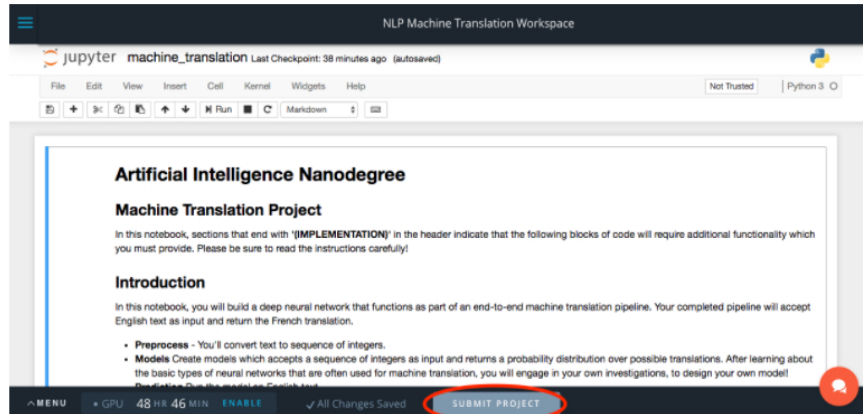 NLP Machine Translation Workspace
jupyter machine_translation Last Checkpoint: 38 minutes ago (autosaved)
File Edit View Insert Cell Kernel Widgets Help Not Trusted Python 3
Run C Markdown
Artificial Intelligence Nanodegree
Machine Translation Project
In this notebook, sections that end with '(IMPLEMENTATION)' in the header indicate that the following blocks of code will require additional functionality which
you must provide. Please be sure to read the instructions carefully!
Introduction
In this notebook, you will build a deep neural network that functions as part of an end-to-end machine translation pipeline. Your completed pipeline will accept
English text as input and return the French translation.
• Preprocess - You'll convert text to sequence of integers.
• Models Create models which accepts a sequence of integers as input and returns a probability distribution over possible translations. After learning about
the basic types of neural networks that are often used for machine translation, you will engage in your own investigations, to design your own model!
• Prediction Run the model on English text.
MENU • GPU 48 HR 46 MIN ENABLE ✓ All Changes Saved SUBMIT PROJECT